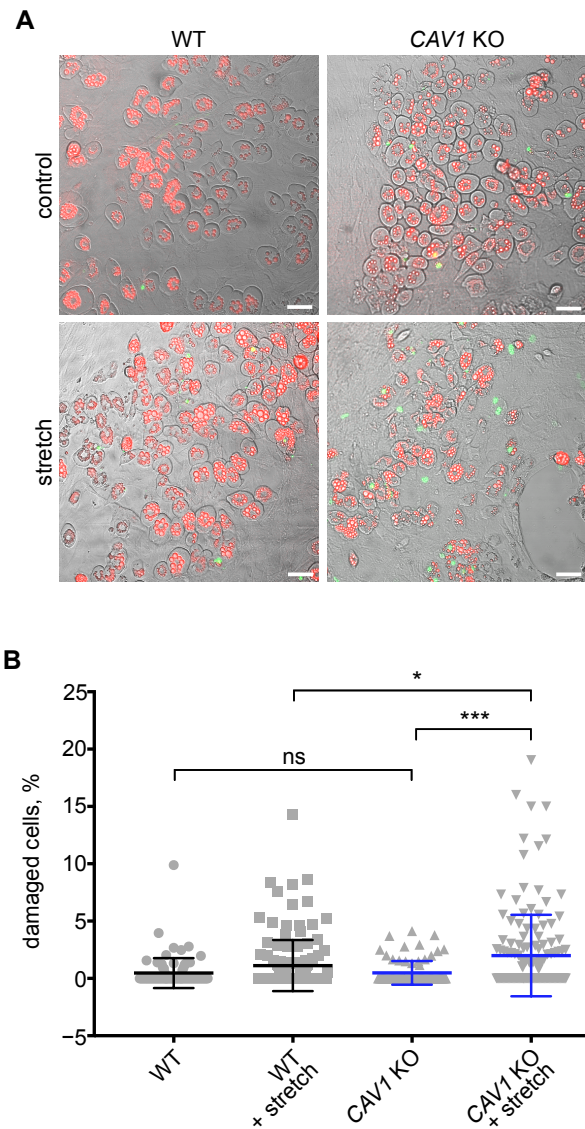 A
WT
CAV1 KO
control
stretch
B
damaged cells, %
25
20
15
10
5
0
−5
*
***
ns
WT
WT
+ stretch
CAV1 KO
CAV1 KO
+ stretch